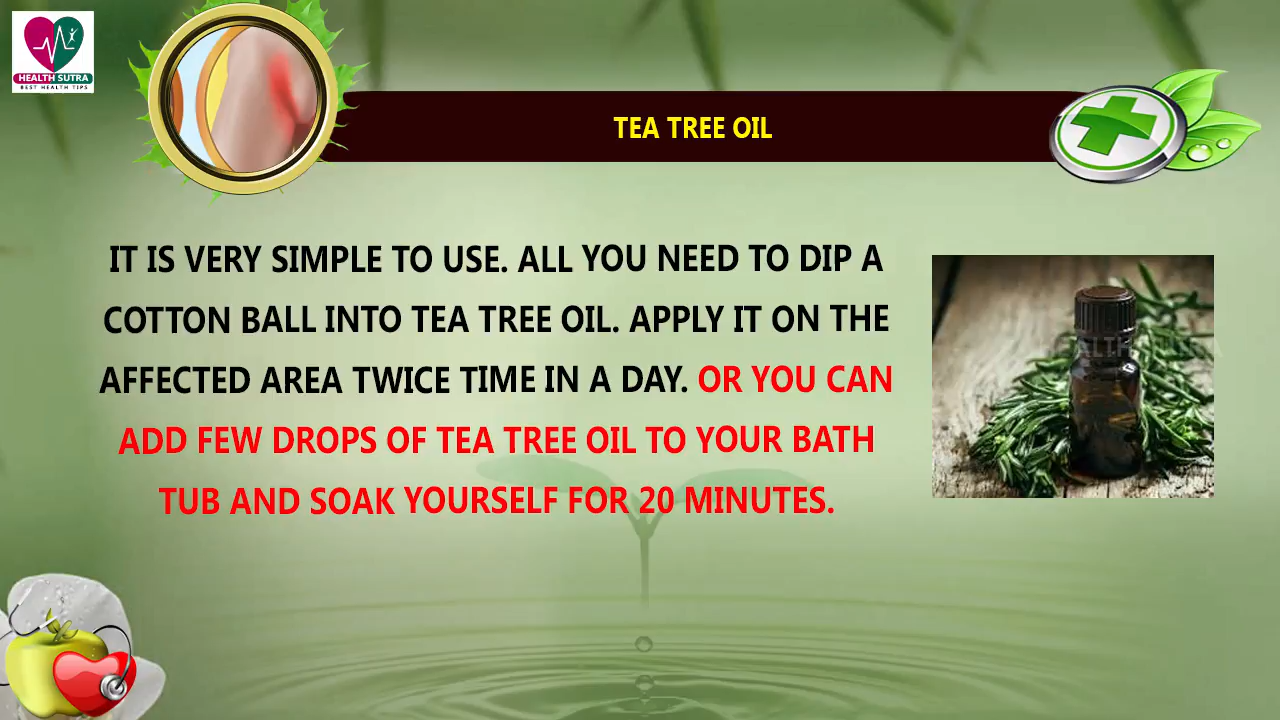 HEALTH SUTRA
BEST HEALTH TIPS
TEA TREE OIL
IT IS VERY SIMPLE TO USE. ALL YOU NEED TO DIP A
COTTON BALL INTO TEA TREE OIL. APPLY IT ON THE
AFFECTED AREA TWICE TIME IN A DAY. OR YOU CAN
ADD FEW DROPS OF TEA TREE OIL TO YOUR BATH
TUB AND SOAK YOURSELF FOR 20 MINUTES.
HEALTH SUTRA